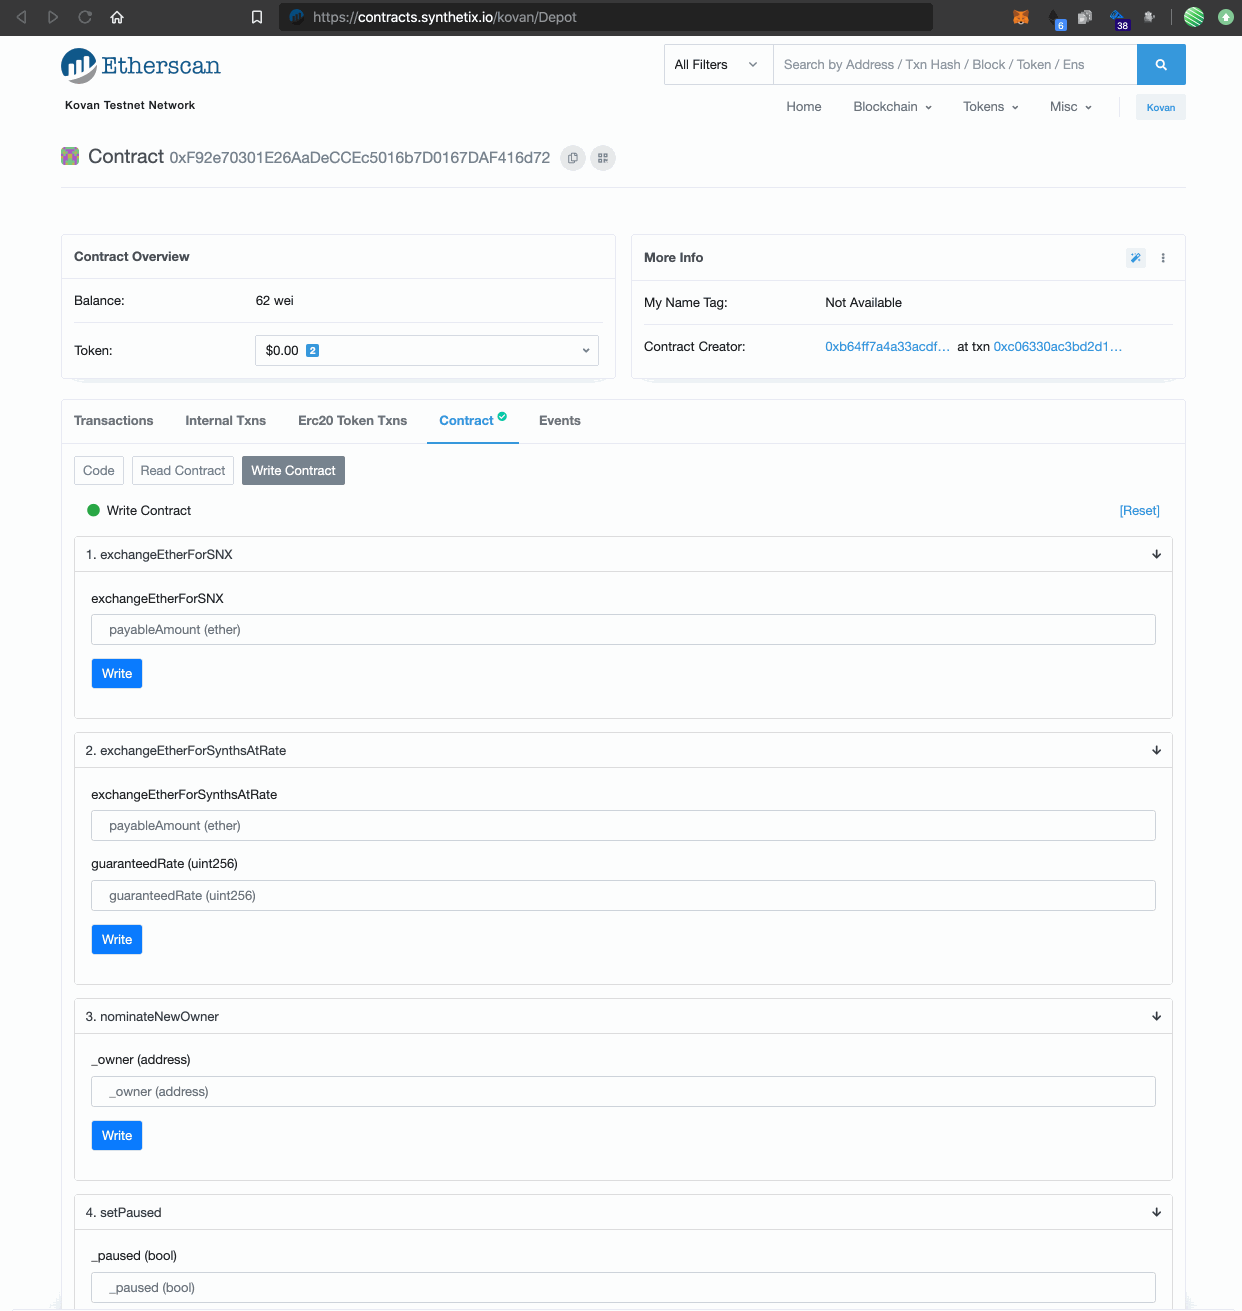 https://contracts.synthetix.io/kovan/Depot
6
38
Etherscan
All Filters
Search by Address / Txn Hash / Block / Token / Ens
Kovan Testnet Network
Home Blockchain Tokens Misc Kovan
Contract 0xF92e70301E26AaDeCCEc5016b7D0167DAF416d72
Contract Overview
Balance: 62 wei
Token: $0.00 2
More Info
My Name Tag: Not Available
Contract Creator: 0xb64ff7a4a33acdf... at txn 0xc06330ac3bd2d1...
Transactions Internal Txns Erc20 Token Txns Contract Events
Code Read Contract Write Contract
Write Contract [Reset]
1. exchangeEtherForSNX
exchangeEtherForSNX
payableAmount (ether)
Write
2. exchangeEtherForSynthsAtRate
exchangeEtherForSynthsAtRate
payableAmount (ether)
guaranteedRate (uint256)
guaranteedRate (uint256)
Write
3. nominateNewOwner
_owner (address)
_owner (address)
Write
4. setPaused
_paused (bool)
_paused (bool)